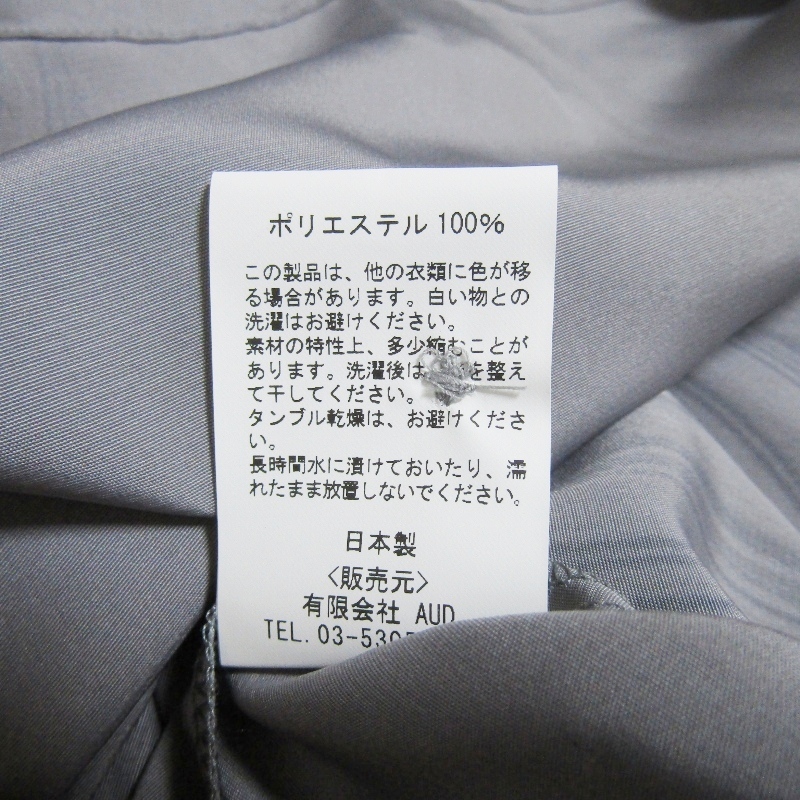 ポリエステル 100%
この製品は、他の衣類に色が移
る場合があります。白い物との
洗濯はお避けください。
素材の特性上、多少縮むことが
あります。洗濯後は を整え
て干してください。
タンブル乾燥は、お避けくださ
い。
長時間水に漬けておいたり、濡
れたまま放置しないでください。
日本製
〈販売元〉
有限会社 AUD
TEL. 03-530